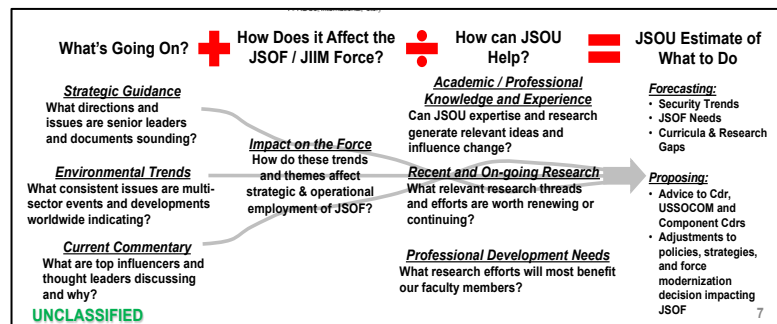 What's Going On?
How Does it Affect the
JSOF / JIIM Force?
How can JSOU
Help?
JSOU Estimate of
What to Do
Strategic Guidance
What directions and
issues are senior leaders
and documents sounding?
Environmental Trends
What consistent issues are multi-
sector events and developments
worldwide indicating?
Current Commentary
What are top influencers and
thought leaders discussing
and why?
Impact on the Force
How do these trends
and themes affect
strategic & operational
employment of JSOF?
Academic / Professional
Knowledge and Experience
Can JSOU expertise and research
generate relevant ideas and
influence change?
Recent and On-going Research
What relevant research threads
and efforts are worth renewing or
continuing?
Professional Development Needs
What research efforts will most benefit
our faculty members?
Forecasting:
• Security Trends
• JSOF Needs
• Curricula & Research
Gaps
Proposing:
• Advice to Cdr,
USSOCOM and
Component Cdrs
• Adjustments to
policies, strategies,
and force
modernization
decision impacting
JSOF
UNCLASSIFIED
7